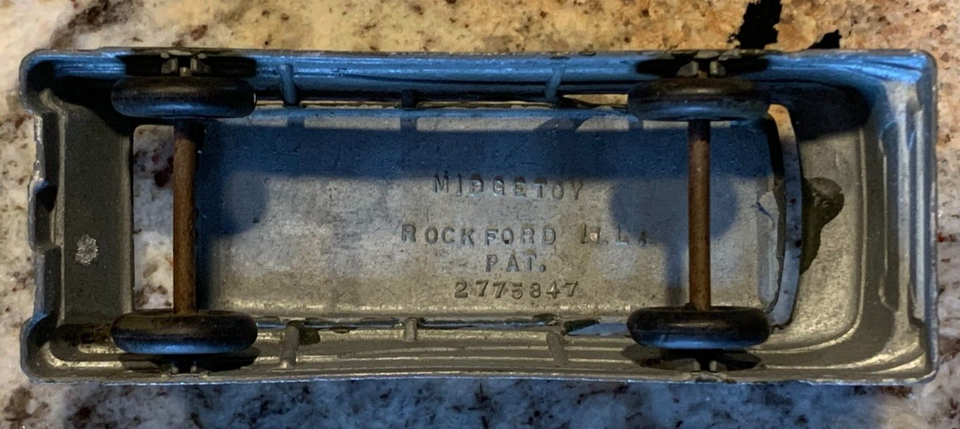 MIDGETOY
ROCKFORD ILL.
PAT.
2775847